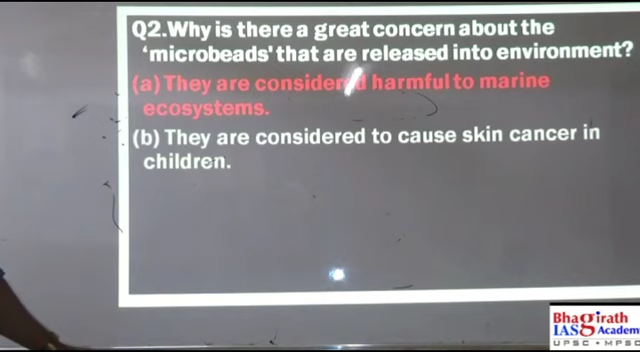 Q2.Why is there a great concern about the
'microbeads' that are released into environment?
(a) They are considered harmful to marine
ecosystems.
(b) They are considered to cause skin cancer in
children.
Bhagirath
IAS Academ
UPSC • MPSC